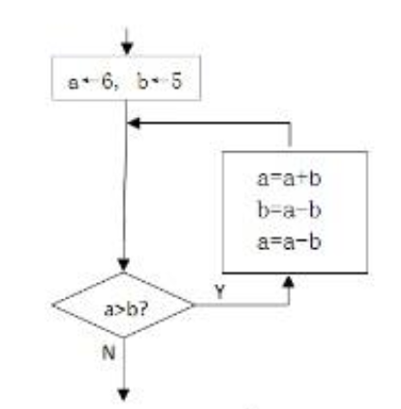 a←6, b←5
a=a+b
b=a-b
a=a-b
a>b?
Y
N